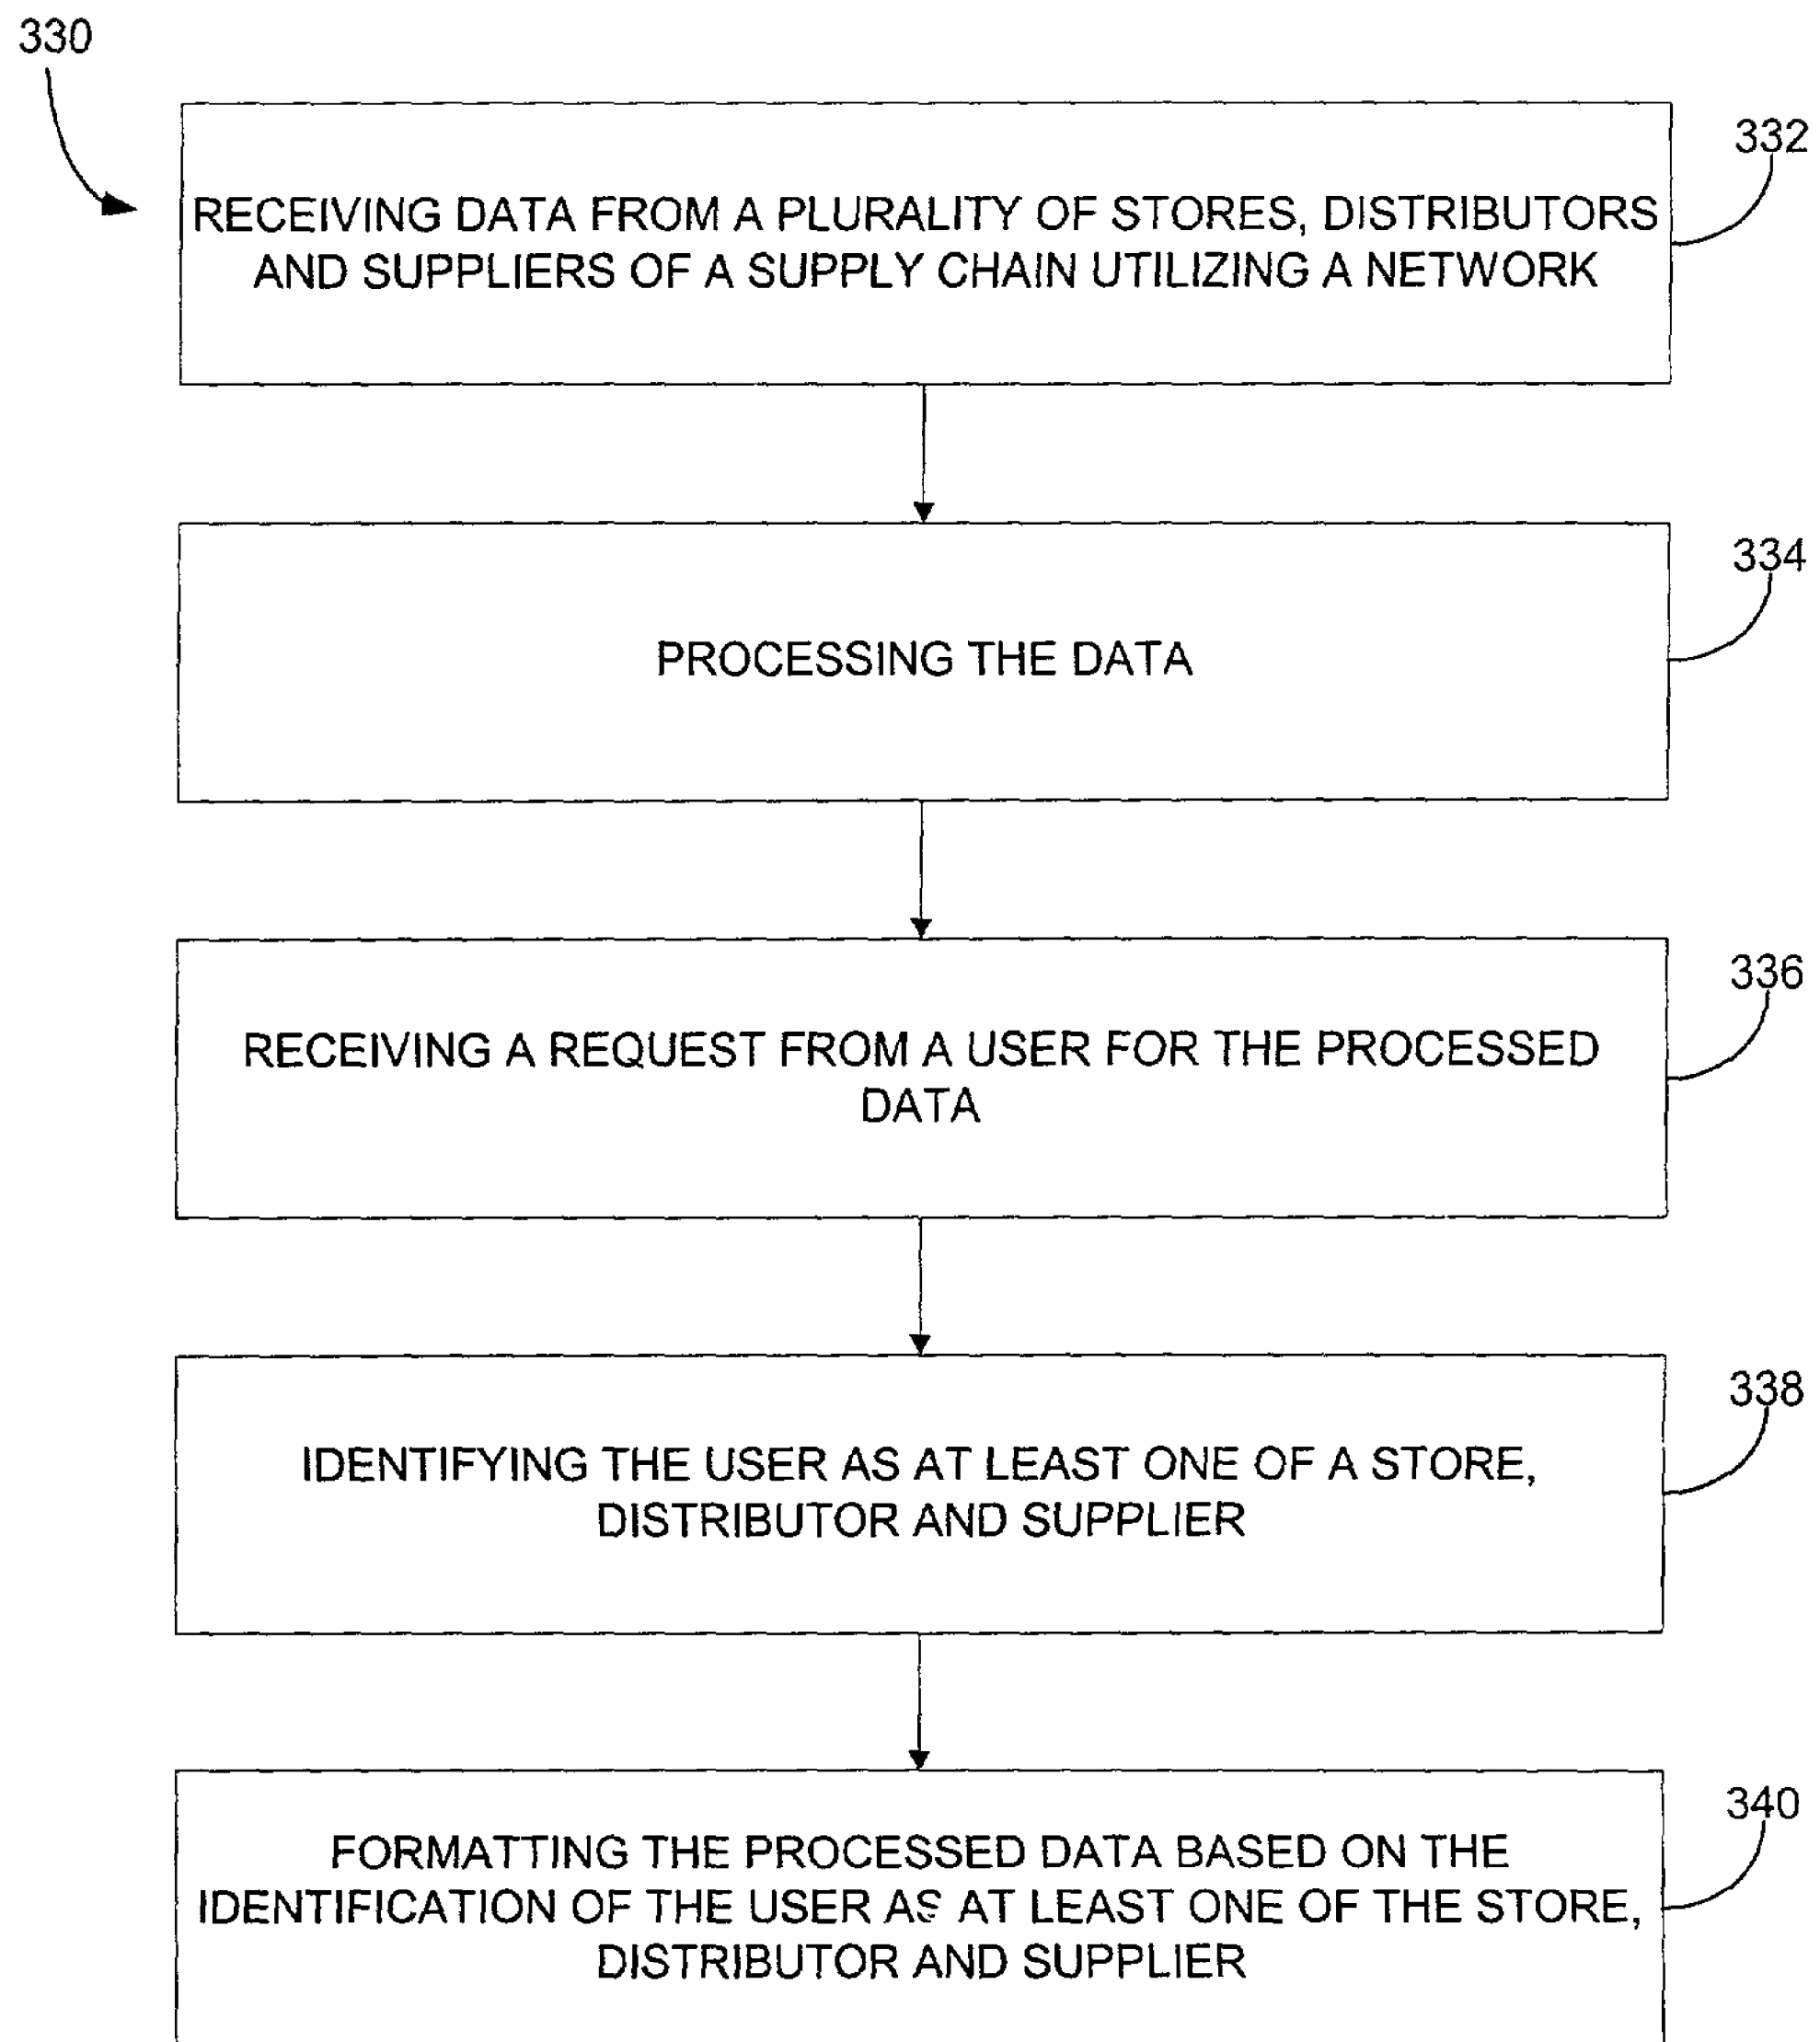 330
332
RECEIVING DATA FROM A PLURALITY OF STORES, DISTRIBUTORS
AND SUPPLIERS OF A SUPPLY CHAIN UTILIZING A NETWORK
334
PROCESSING THE DATA
336
RECEIVING A REQUEST FROM A USER FOR THE PROCESSED
DATA
338
IDENTIFYING THE USER AS AT LEAST ONE OF A STORE,
DISTRIBUTOR AND SUPPLIER
340
FORMATTING THE PROCESSED DATA BASED ON THE
IDENTIFICATION OF THE USER AS AT LEAST ONE OF THE STORE,
DISTRIBUTOR AND SUPPLIER